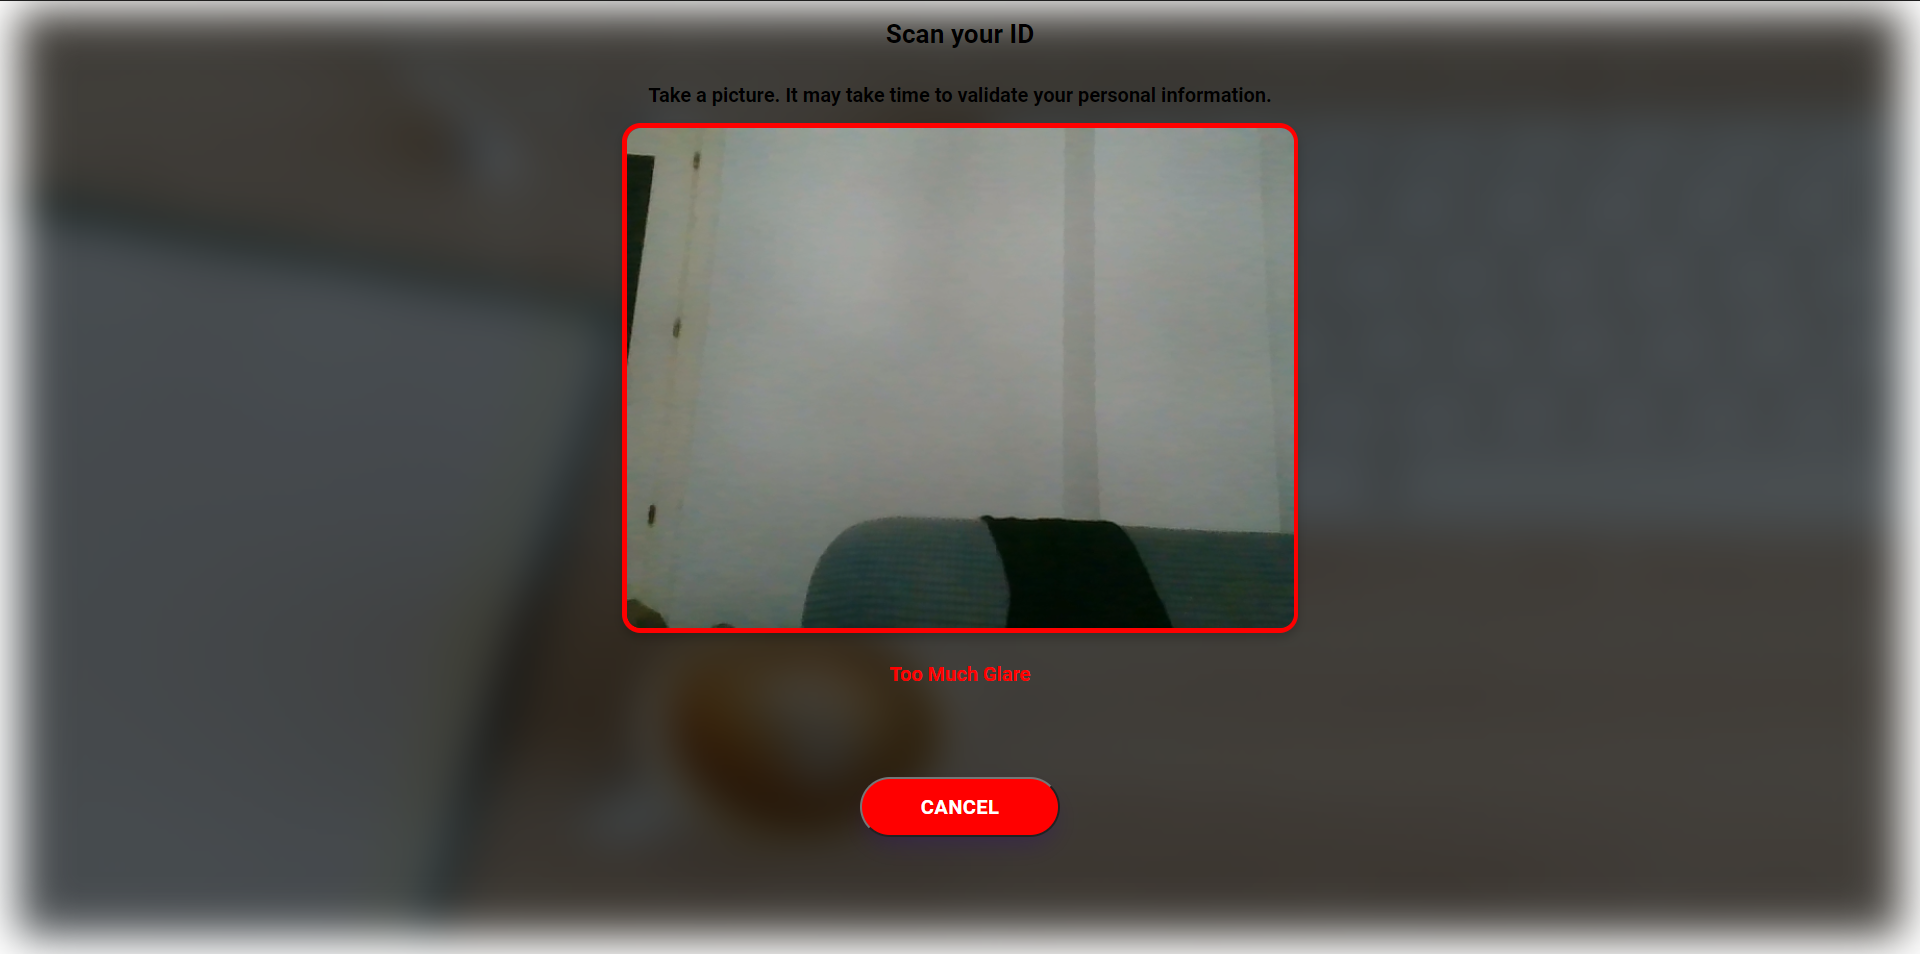 Scan your ID
Take a picture. It may take time to validate your personal information.
Too Much Glare
CANCEL